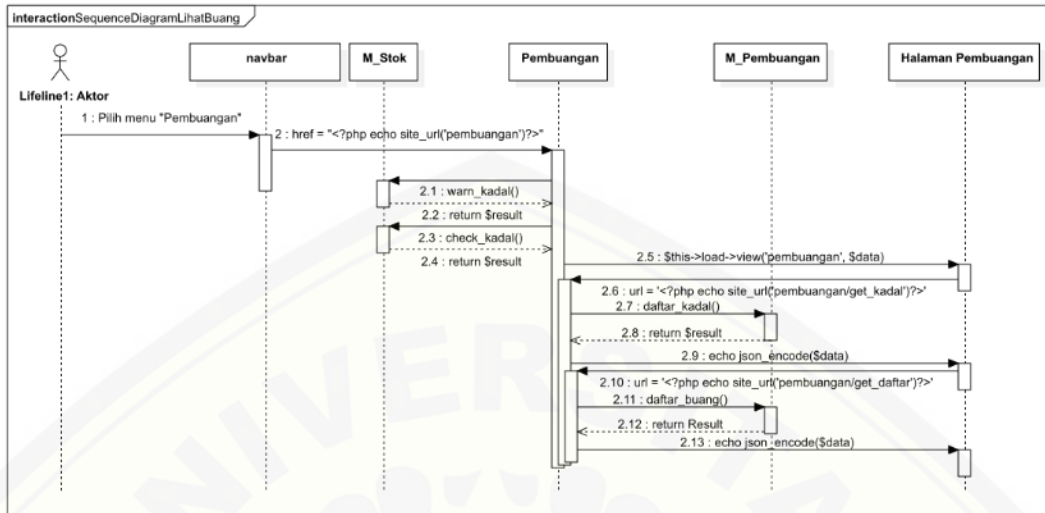 interactionSequenceDiagramLihatBuang
navbar
M_Stok
Pembuangan
M_Pembuangan
Halaman Pembuangan
Lifeline1: Aktor
1 : Pilih menu "Pembuangan"
2 : href = "<?php echo site_url('pembuangan')?>"
2.1 : warn_kadal()
2.2 : return $result
2.3 : check_kadal()
2.4 : return $result
2.5 : $this->load->view('pembuangan', $data)
2.6 : url = '<?php echo site_url('pembuangan/get_kadal')?>'
2.7 : daftar_kadal()
2.8 : return $result
2.9 : echo json_encode($data)
2.10 : url = '<?php echo site_url('pembuangan/get_daftar')?>'
2.11 : daftar_buang()
2.12 : return Result
2.13 : echo json_encode($data)